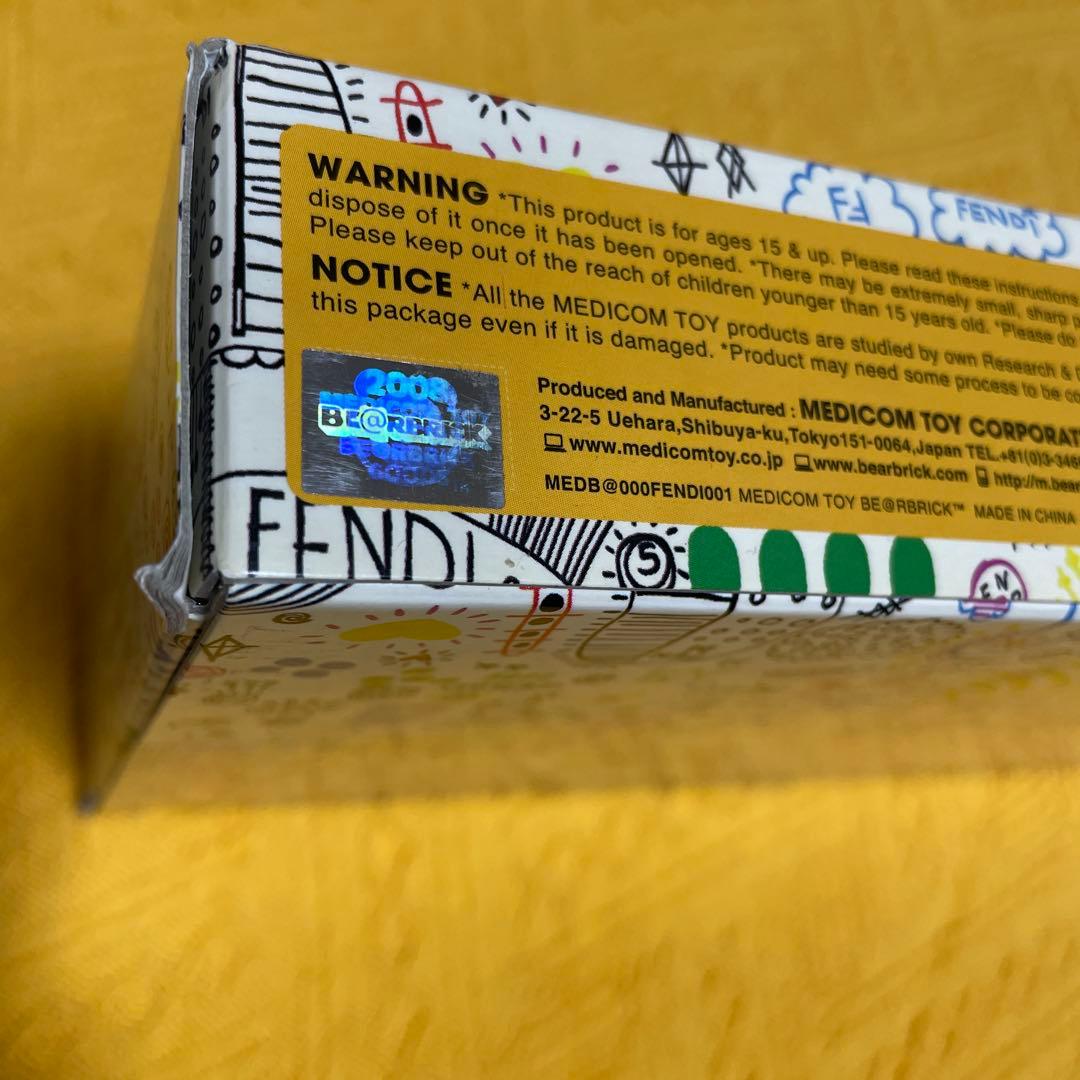 FF
FENDI
WARNING *This product is for ages 15 & up. Please read these instructions
dispose of it once it has been opened. *There may be extremely small, sharp
Please keep out of the reach of children younger than 15 years old. *Please do
NOTICE *All the MEDICOM TOY products are studied by own Research &
this package even if it is damaged. *Product may need some process to be
B
2008
BE@RBRICK
BE@RBRICK
Produced and Manufactured : MEDICOM TOY CORPORAT
3-22-5 Uehara,Shibuya-ku,Tokyo151-0064,Japan TEL.+81(0)3-346
www.medicomtoy.co.jp www.bearbrick.com http://m.bear
MEDB@000FENDI001 MEDICOM TOY BE@RBRICK™ MADE IN CHINA
FENDI.
5